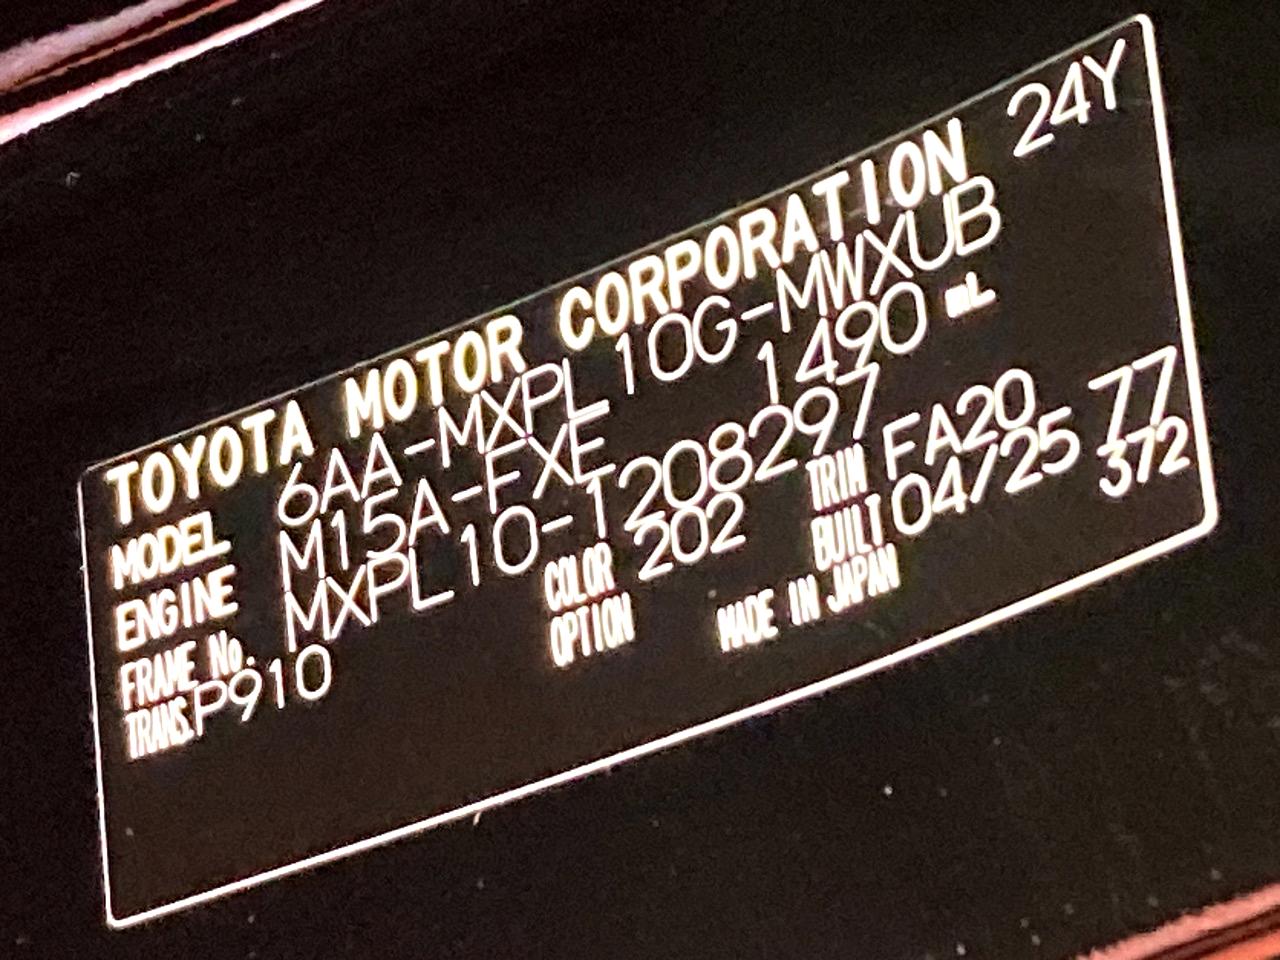 TOYOTA MOTOR CORPORATION 24Y
MODEL 6AA-MXPL10G-MWXUB
ENGINE M15A-FXE 1490 mL
FRAME No. MXPL10-1208297
TRANS. P910 COLOR 202 TRIM FA20 77
OPTION BUILT 04/25 372
MADE IN JAPAN